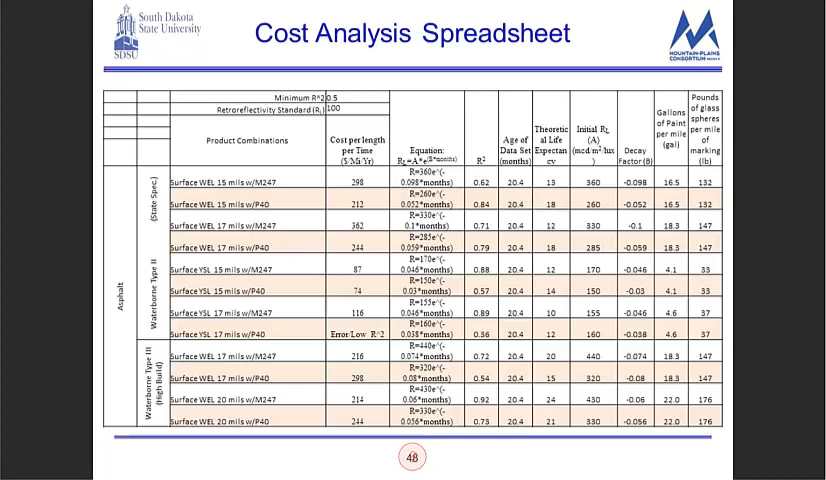 South Dakota
State University
SDSU
Cost Analysis Spreadsheet
MOUNTAIN-PLAINS
CONSORTIUM
Minimum R^2 0.5
Retroreflectivity Standard (RL) 100
Product Combinations
Cost per length
per Time
($/Mi/Yr)
Equation:
RL=A*e(B*months)
R2
Age of
Data Set
(months)
Theoretic
al Life
Expectan
cy
Initial RL
(A)
(mcd/m2/lux
)
Decay
Factor (B)
Gallons
of Paint
per mile
(gal)
Pounds
of glass
spheres
per mile
of
marking
(lb)
Asphalt
Waterborne Type II (State Spec.)
Surface WEL 15 mils w/M247 298 R=360e^(-0.098*months) 0.62 20.4 13 360 -0.098 16.5 132
Surface WEL 15 mils w/P40 212 R=260e^(-0.052*months) 0.84 20.4 18 260 -0.052 16.5 132
Surface WEL 17 mils w/M247 362 R=330e^(-0.1*months) 0.71 20.4 12 330 -0.1 18.3 147
Surface WEL 17 mils w/P40 244 R=285e^(-0.059*months) 0.79 20.4 18 285 -0.059 18.3 147
Surface YSL 15 mils w/M247 87 R=170e^(-0.046*months) 0.88 20.4 12 170 -0.046 4.1 33
Surface YSL 15 mils w/P40 74 R=150e^(-0.03*months) 0.57 20.4 14 150 -0.03 4.1 33
Surface YSL 17 mils w/M247 116 R=155e^(-0.046*months) 0.89 20.4 10 155 -0.046 4.6 37
Surface YSL 17 mils w/P40 Error/Low R^2 R=160e^(-0.038*months) 0.36 20.4 12 160 -0.038 4.6 37
Waterborne Type III
(High Build)
Surface WEL 17 mils w/M247 216 R=440e^(-0.074*months) 0.72 20.4 20 440 -0.074 18.3 147
Surface WEL 17 mils w/P40 298 R=320e^(-0.08*months) 0.54 20.4 15 320 -0.08 18.3 147
Surface WEL 20 mils w/M247 214 R=430e^(-0.06*months) 0.92 20.4 24 430 -0.06 22.0 176
Surface WEL 20 mils w/P40 244 R=330e^(-0.056*months) 0.73 20.4 21 330 -0.056 22.0 176